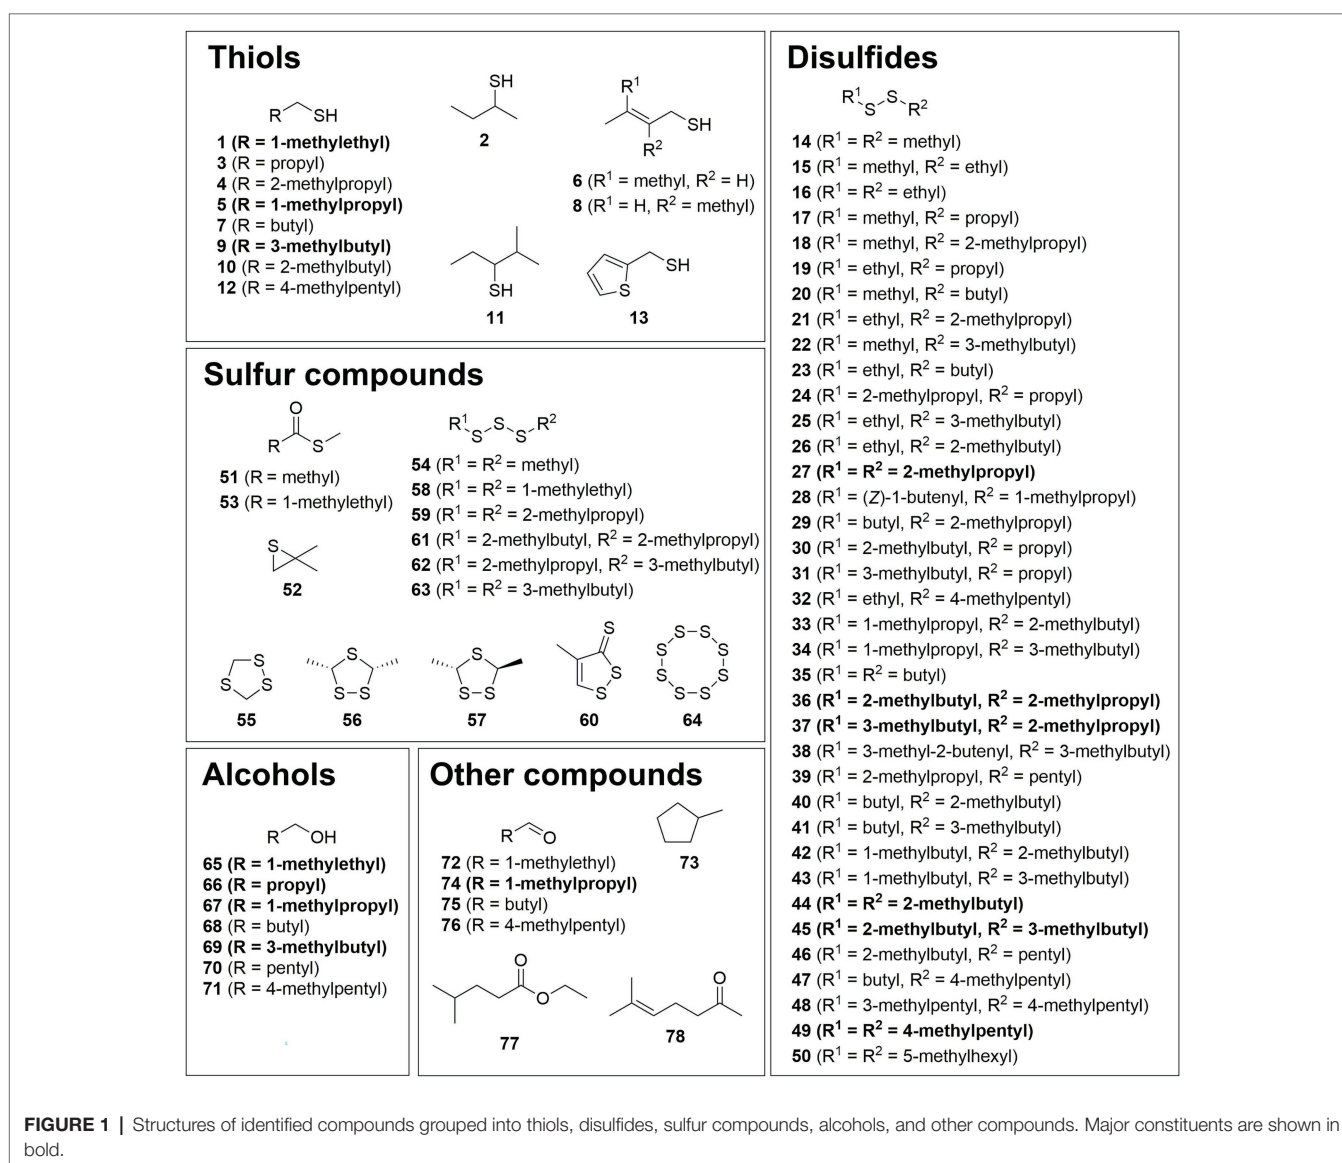 Thiols
R SH
1 (R = 1-methylethyl)
3 (R = propyl)
4 (R = 2-methylpropyl)
5 (R = 1-methylpropyl)
7 (R = butyl)
9 (R = 3-methylbutyl)
10 (R = 2-methylbutyl)
12 (R = 4-methylpentyl)
SH
2
R¹
SH
R²
6 (R¹ = methyl, R² = H)
8 (R¹ = H, R² = methyl)
SH
11
SH
S
13
Sulfur compounds
O
R S
51 (R = methyl)
53 (R = 1-methylethyl)
S
52
R¹ S S S R²
54 (R¹ = R² = methyl)
58 (R¹ = R² = 1-methylethyl)
59 (R¹ = R² = 2-methylpropyl)
61 (R¹ = 2-methylbutyl, R² = 2-methylpropyl)
62 (R¹ = 2-methylpropyl, R² = 3-methylbutyl)
63 (R¹ = R² = 3-methylbutyl)
S
S S
55
S
S-S
56
S
S-S
57
S
S
S
60
S-S
S S
S S
S-S
64
Alcohols
R OH
65 (R = 1-methylethyl)
66 (R = propyl)
67 (R = 1-methylpropyl)
68 (R = butyl)
69 (R = 3-methylbutyl)
70 (R = pentyl)
71 (R = 4-methylpentyl)
Other compounds
R O
72 (R = 1-methylethyl)
74 (R = 1-methylpropyl)
75 (R = butyl)
76 (R = 4-methylpentyl)
73
O
O
77
O
78
Disulfides
R¹ S S R²
14 (R¹ = R² = methyl)
15 (R¹ = methyl, R² = ethyl)
16 (R¹ = R² = ethyl)
17 (R¹ = methyl, R² = propyl)
18 (R¹ = methyl, R² = 2-methylpropyl)
19 (R¹ = ethyl, R² = propyl)
20 (R¹ = methyl, R² = butyl)
21 (R¹ = ethyl, R² = 2-methylpropyl)
22 (R¹ = methyl, R² = 3-methylbutyl)
23 (R¹ = ethyl, R² = butyl)
24 (R¹ = 2-methylpropyl, R² = propyl)
25 (R¹ = ethyl, R² = 3-methylbutyl)
26 (R¹ = ethyl, R² = 2-methylbutyl)
27 (R¹ = R² = 2-methylpropyl)
28 (R¹ = (Z)-1-butenyl, R² = 1-methylpropyl)
29 (R¹ = butyl, R² = 2-methylpropyl)
30 (R¹ = 2-methylbutyl, R² = propyl)
31 (R¹ = 3-methylbutyl, R² = propyl)
32 (R¹ = ethyl, R² = 4-methylpentyl)
33 (R¹ = 1-methylpropyl, R² = 2-methylbutyl)
34 (R¹ = 1-methylpropyl, R² = 3-methylbutyl)
35 (R¹ = R² = butyl)
36 (R¹ = 2-methylbutyl, R² = 2-methylpropyl)
37 (R¹ = 3-methylbutyl, R² = 2-methylpropyl)
38 (R¹ = 3-methyl-2-butenyl, R² = 3-methylbutyl)
39 (R¹ = 2-methylpropyl, R² = pentyl)
40 (R¹ = butyl, R² = 2-methylbutyl)
41 (R¹ = butyl, R² = 3-methylbutyl)
42 (R¹ = 1-methylbutyl, R² = 2-methylbutyl)
43 (R¹ = 1-methylbutyl, R² = 3-methylbutyl)
44 (R¹ = R² = 2-methylbutyl)
45 (R¹ = 2-methylbutyl, R² = 3-methylbutyl)
46 (R¹ = 2-methylbutyl, R² = pentyl)
47 (R¹ = butyl, R² = 4-methylpentyl)
48 (R¹ = 3-methylpentyl, R² = 4-methylpentyl)
49 (R¹ = R² = 4-methylpentyl)
50 (R¹ = R² = 5-methylhexyl)
FIGURE 1 | Structures of identified compounds grouped into thiols, disulfides, sulfur compounds, alcohols, and other compounds. Major constituents are shown in
bold.